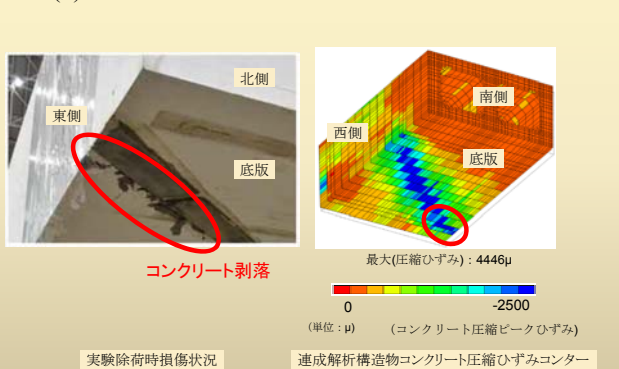 北側
東側
底版
コンクリート剥落
実験除荷時損傷状況
南側
西側
底版
最大(圧縮ひずみ)：4446μ
0
-2500
(単位：μ)
(コンクリート圧縮ピークひずみ)
連成解析構造物コンクリート圧縮ひずみコンター